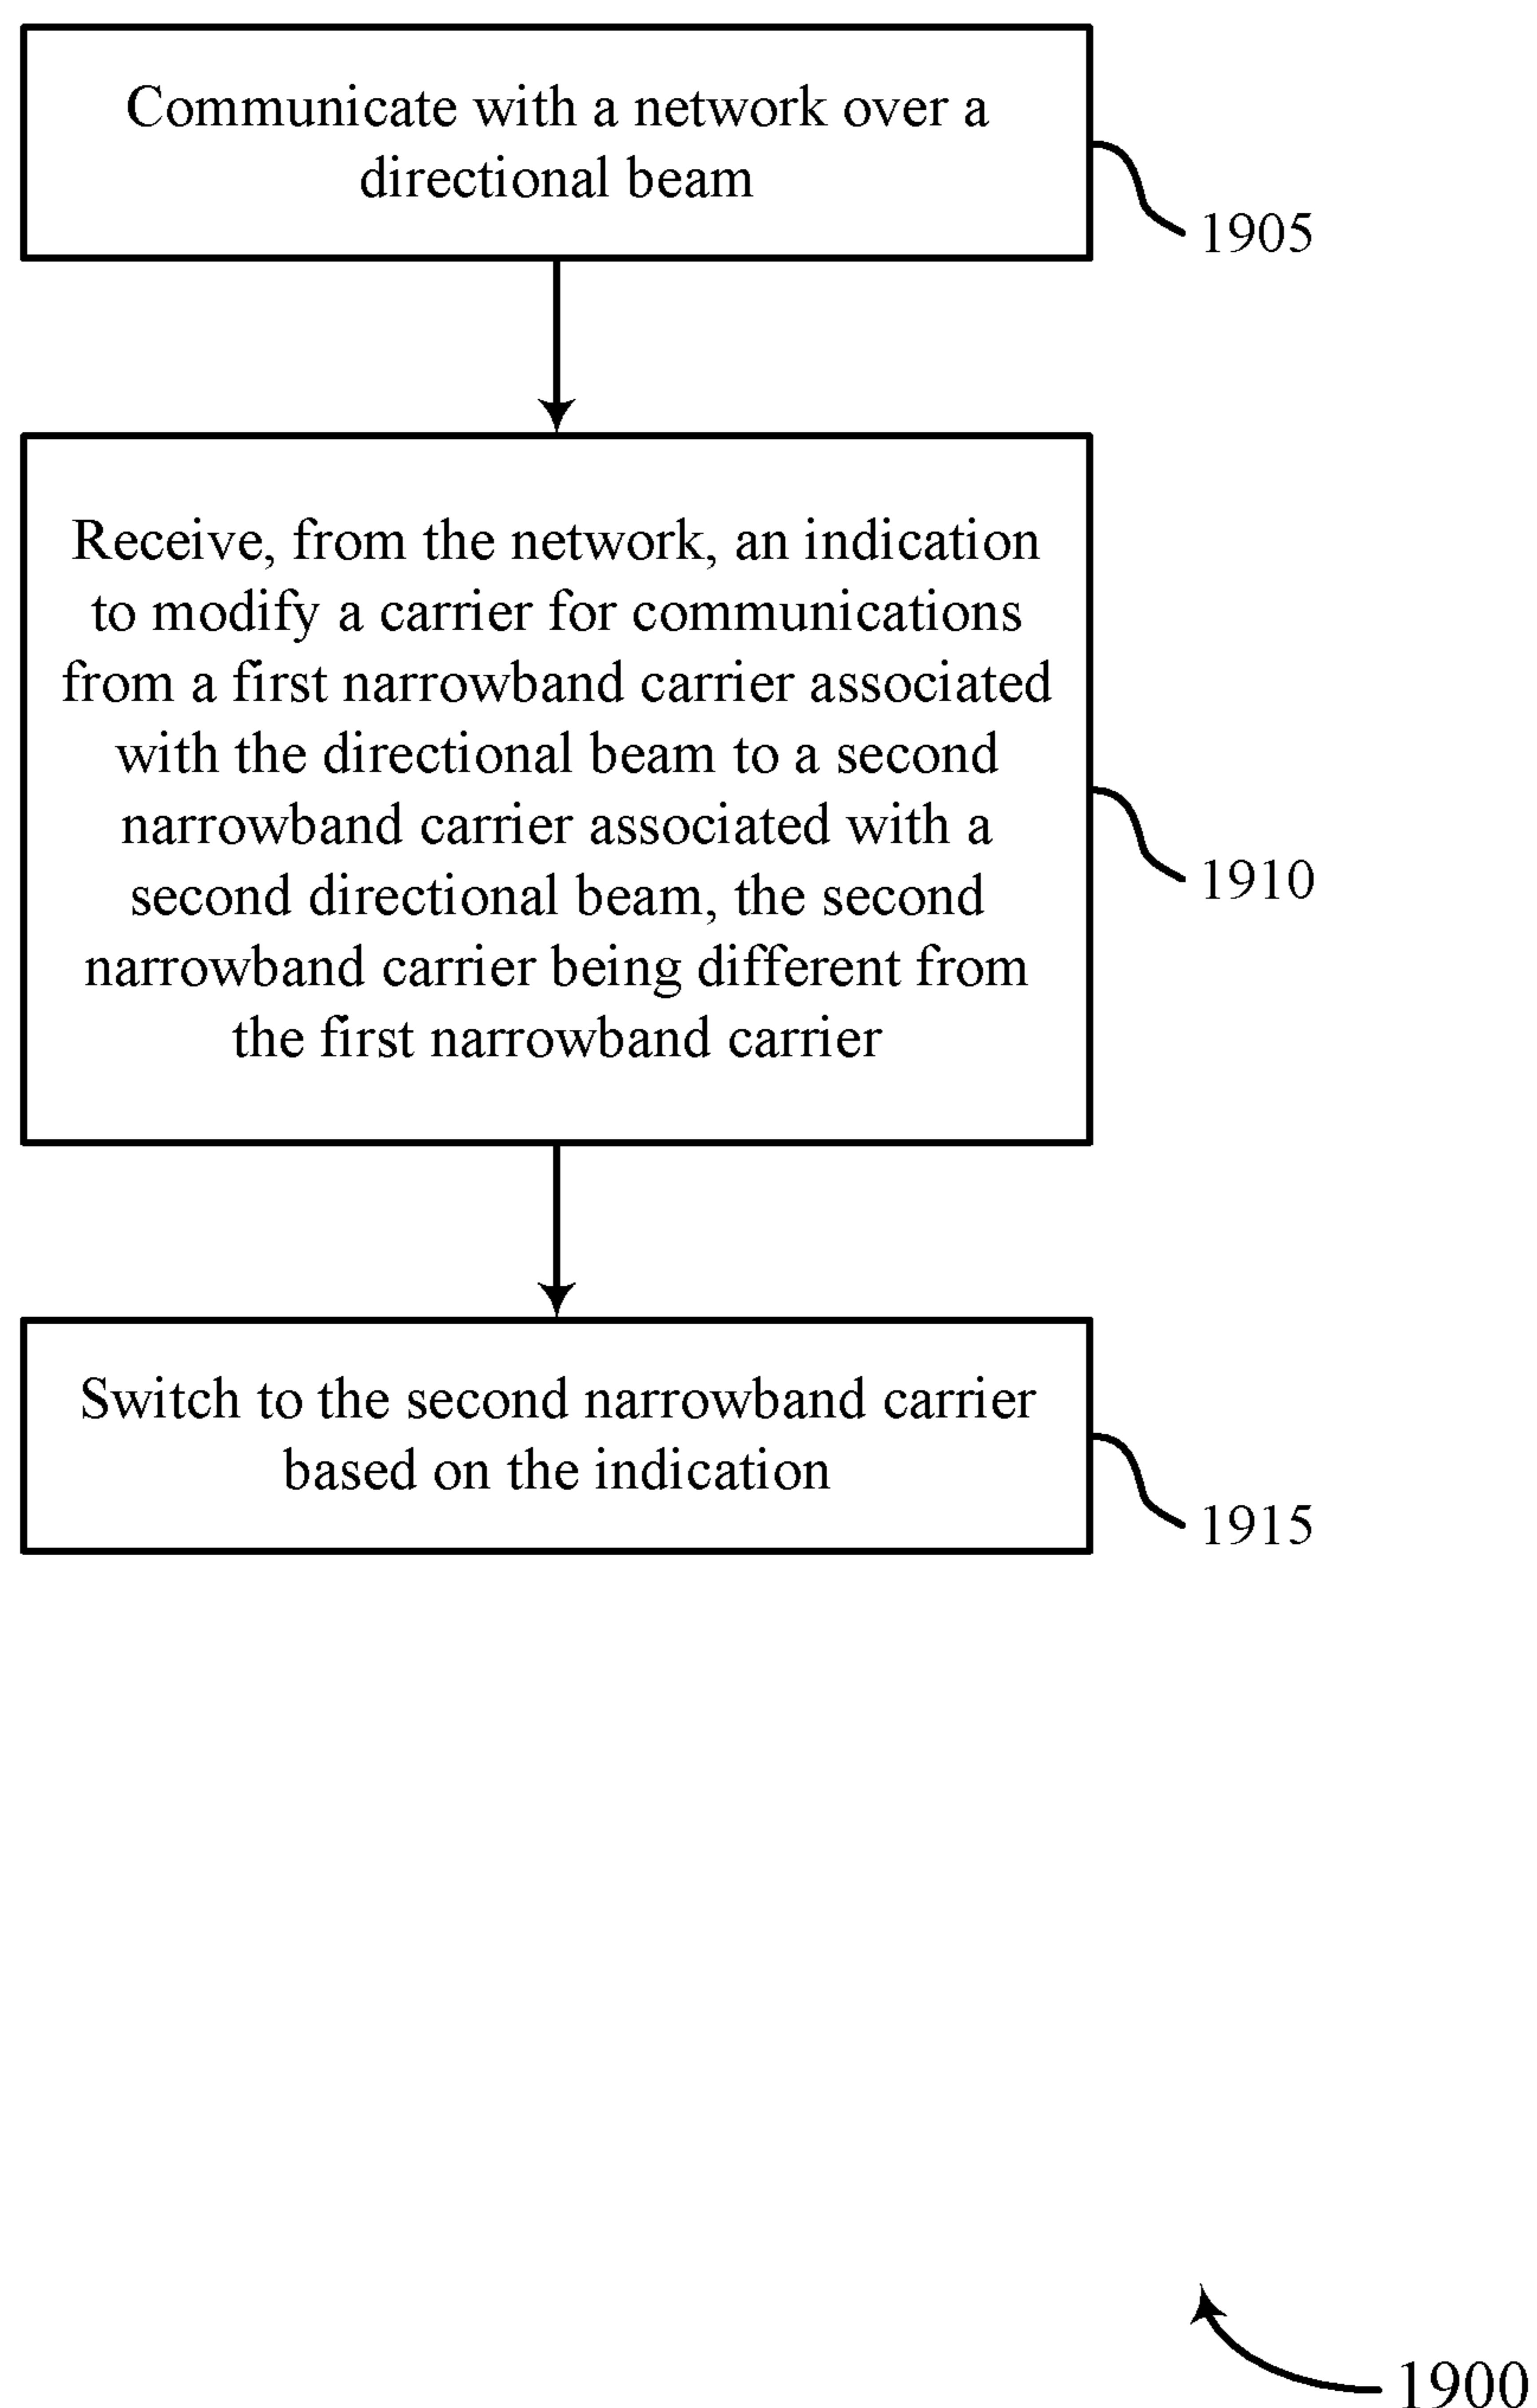 Communicate with a network over a
directional beam
1905
Receive, from the network, an indication
to modify a carrier for communications
from a first narrowband carrier associated
with the directional beam to a second
narrowband carrier associated with a
second directional beam, the second
narrowband carrier being different from
the first narrowband carrier
1910
Switch to the second narrowband carrier
based on the indication
1915
1900